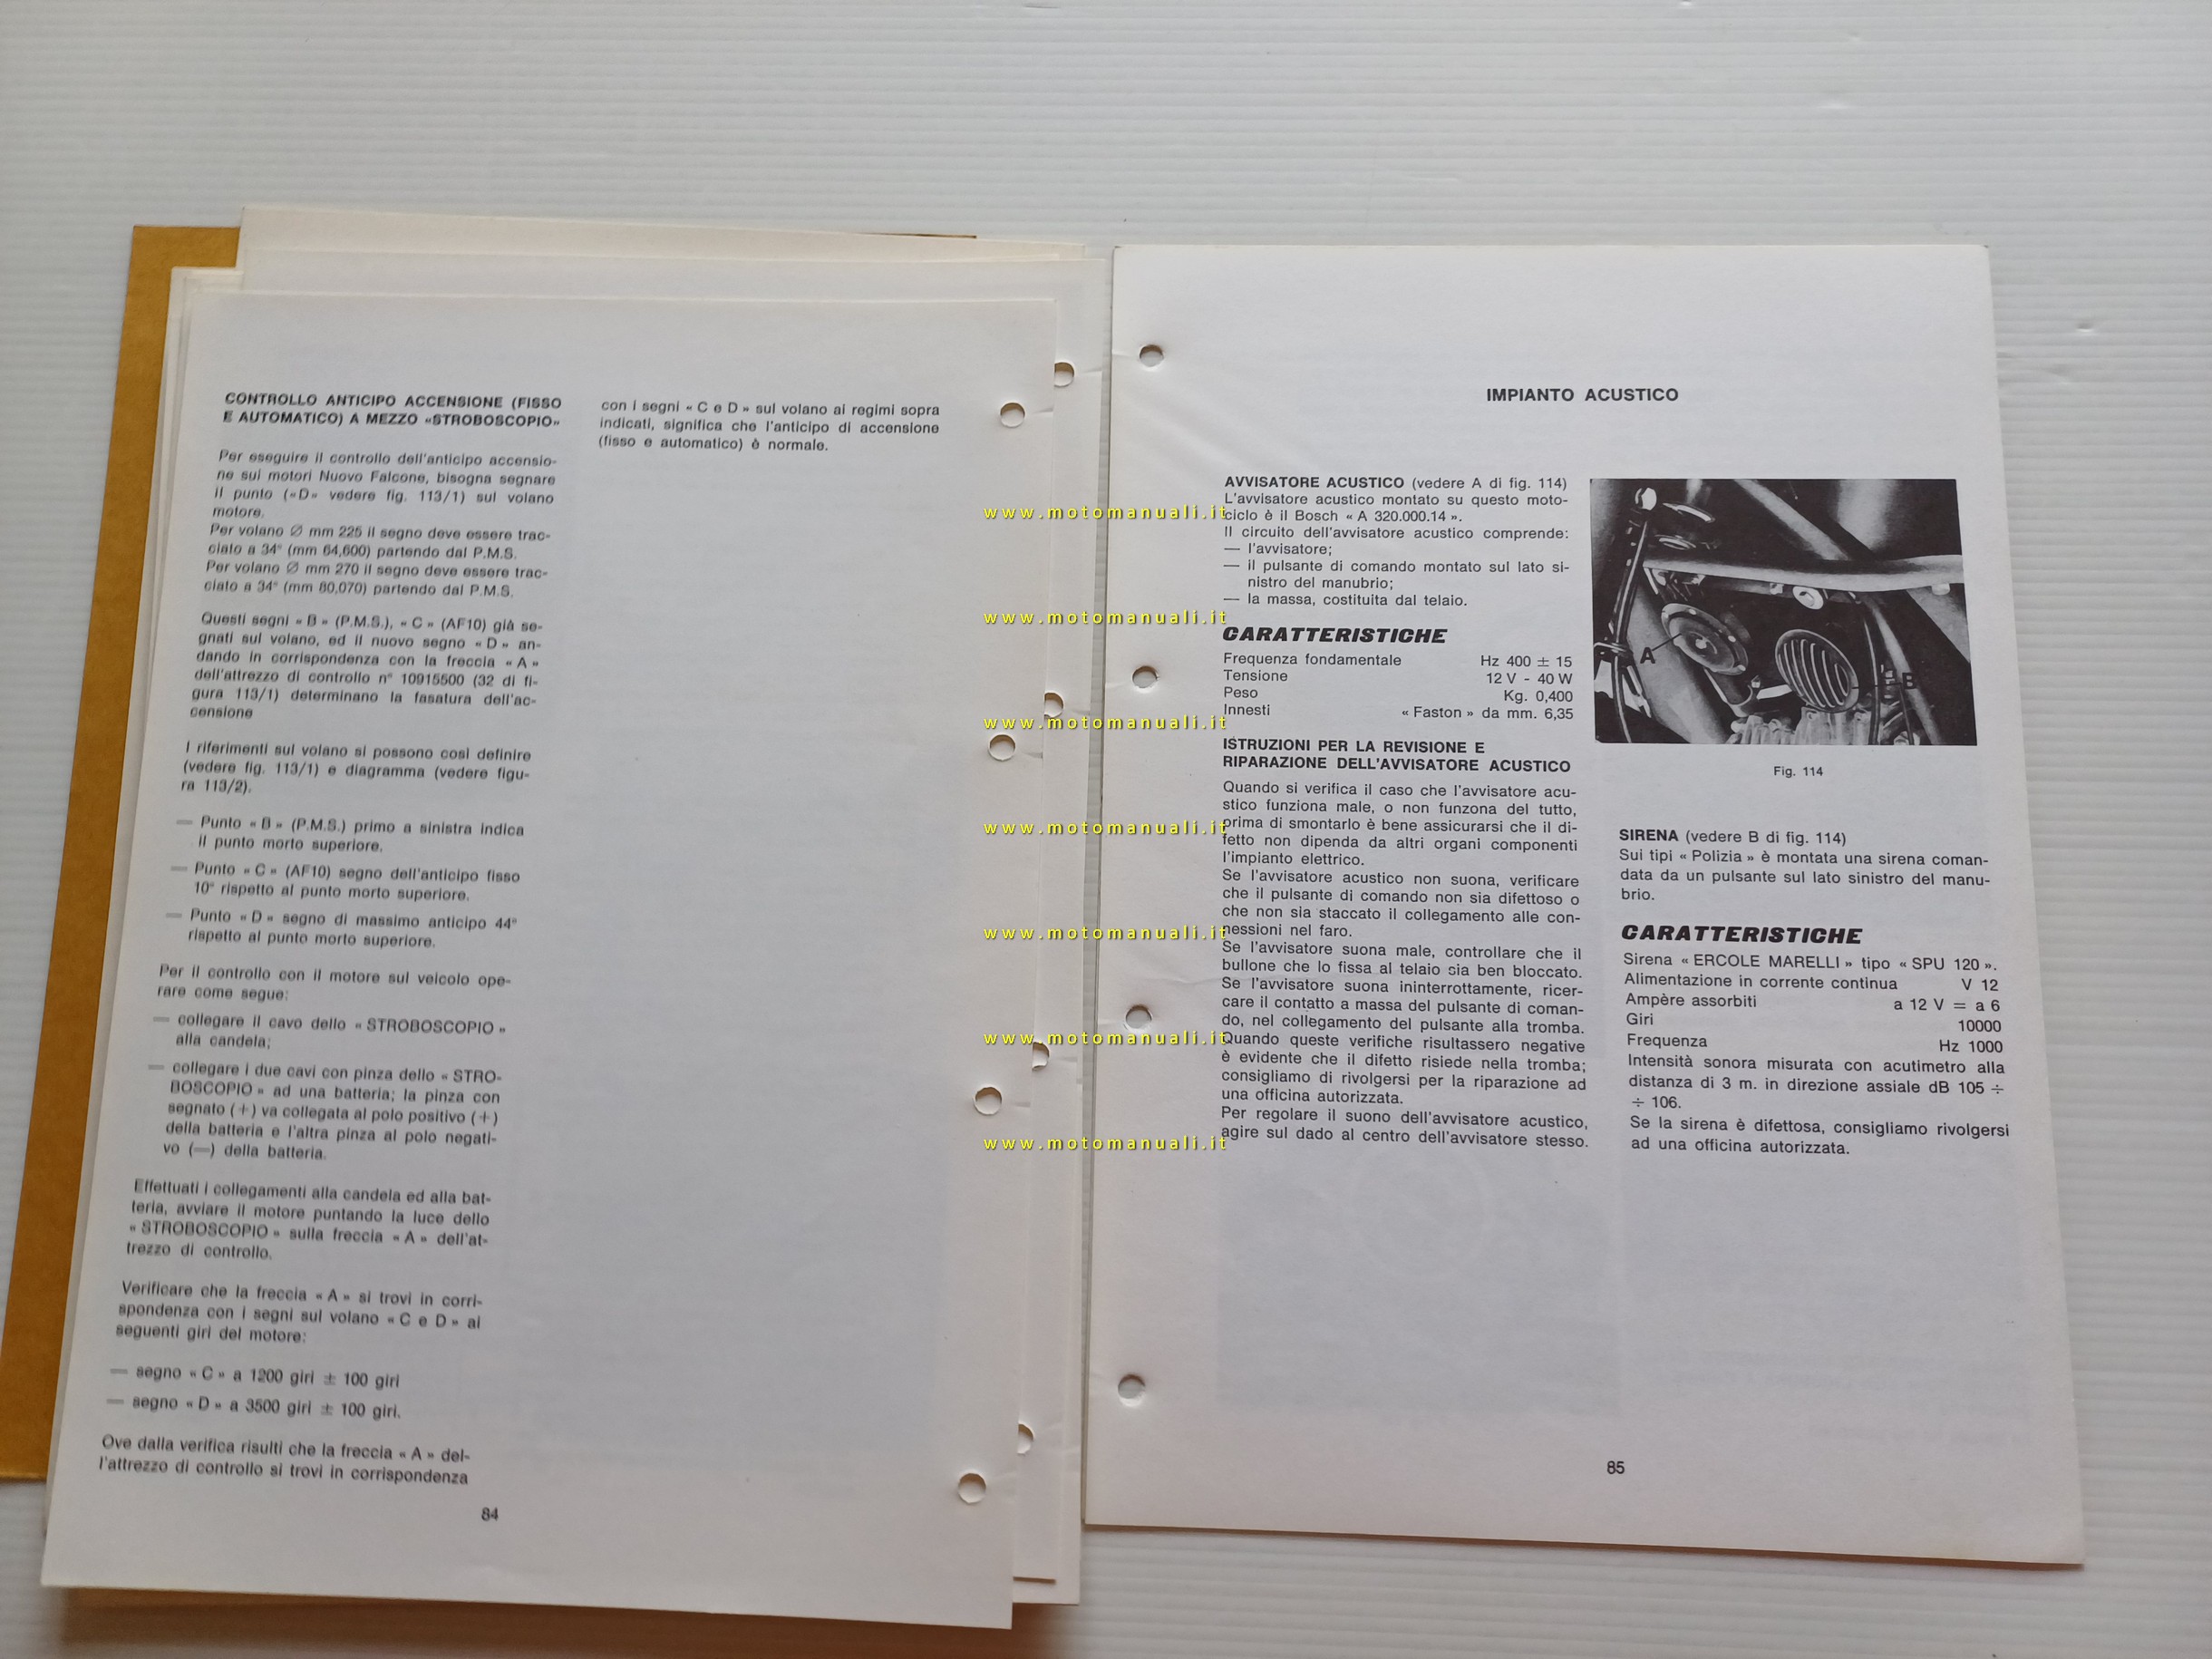 CONTROLLO ANTICIPO ACCENSIONE (FISSO
E AUTOMATICO) A MEZZO «STROBOSCOPIO»
Per eseguire il controllo dell'anticipo accensio-
ne sui motori Nuovo Falcone, bisogna segnare
il punto («D» vedere fig. 113/1) sul volano
motore.
Per volano ∅ mm 225 il segno deve essere trac-
ciato a 34° (mm 64,600) partendo dal P.M.S.
Per volano ∅ mm 270 il segno deve essere trac-
ciato a 34° (mm 80,070) partendo dal P.M.S.
Questi segni « B » (P.M.S.), « C » (AF10) già se-
gnati sul volano, ed il nuovo segno « D » an-
dando in corrispondenza con la freccia « A »
dell'attrezzo di controllo n° 10915500 (32 di fi-
gura 113/1) determinano la fasatura dell'ac-
censione
I riferimenti sul volano si possono così definire
(vedere fig. 113/1) e diagramma (vedere figu-
ra 113/2).
— Punto « B » (P.M.S.) primo a sinistra indica
il punto morto superiore.
— Punto « C » (AF10) segno dell'anticipo fisso
10° rispetto al punto morto superiore.
— Punto « D « segno di massimo anticipo 44°
rispetto al punto morto superiore.
Per il controllo con il motore sul veicolo ope-
rare come segue:
— collegare il cavo dello « STROBOSCOPIO »
alla candela;
— collegare i due cavi con pinza dello « STRO-
BOSCOPIO » ad una batteria; la pinza con
segnato (+) va collegata al polo positivo (+)
della batteria e l'altra pinza al polo negati-
vo (—) della batteria.
Effettuati i collegamenti alla candela ed alla bat-
teria, avviare il motore puntando la luce dello
« STROBOSCOPIO » sulla freccia « A » dell'at-
trezzo di controllo.
Verificare che la freccia « A » si trovi in corri-
spondenza con i segni sul volano « C e D » ai
seguenti giri del motore:
— segno « C » a 1200 giri ± 100 giri
— segno « D » a 3500 giri ± 100 giri.
Ove dalla verifica risulti che la freccia « A » del-
l'attrezzo di controllo si trovi in corrispondenza
con i segni « C e D » sul volano ai regimi sopra
indicati, significa che l'anticipo di accensione
(fisso e automatico) è normale.
84
www.motomanuali.it
www.motomanuali.it
www.motomanuali.it
www.motomanuali.it
www.motomanuali.it
www.motomanuali.it
www.motomanuali.it
IMPIANTO ACUSTICO
AVVISATORE ACUSTICO (vedere A di fig. 114)
L'avvisatore acustico montato su questo moto-
ciclo è il Bosch « A 320.000.14 ».
Il circuito dell'avvisatore acustico comprende:
— l'avvisatore;
— il pulsante di comando montato sul lato si-
nistro del manubrio;
— la massa, costituita dal telaio.
CARATTERISTICHE
Frequenza fondamentale Hz 400 ± 15
Tensione 12 V - 40 W
Peso Kg. 0,400
Innesti « Faston » da mm. 6,35
ISTRUZIONI PER LA REVISIONE E
RIPARAZIONE DELL'AVVISATORE ACUSTICO
Quando si verifica il caso che l'avvisatore acu-
stico funziona male, o non funzona del tutto,
prima di smontarlo è bene assicurarsi che il di-
fetto non dipenda da altri organi componenti
l'impianto elettrico.
Se l'avvisatore acustico non suona, verificare
che il pulsante di comando non sia difettoso o
che non sia staccato il collegamento alle con-
nessioni nel faro.
Se l'avvisatore suona male, controllare che il
bullone che lo fissa al telaio sia ben bloccato.
Se l'avvisatore suona ininterrottamente, ricer-
care il contatto a massa del pulsante di coman-
do, nel collegamento del pulsante alla tromba.
Quando queste verifiche risultassero negative
è evidente che il difetto risiede nella tromba;
consigliamo di rivolgersi per la riparazione ad
una officina autorizzata.
Per regolare il suono dell'avvisatore acustico,
agire sul dado al centro dell'avvisatore stesso.
A
B
Fig. 114
SIRENA (vedere B di fig. 114)
Sui tipi « Polizia » è montata una sirena coman-
data da un pulsante sul lato sinistro del manu-
brio.
CARATTERISTICHE
Sirena « ERCOLE MARELLI » tipo « SPU 120 ».
Alimentazione in corrente continua V 12
Ampère assorbiti a 12 V = a 6
Giri 10000
Frequenza Hz 1000
Intensità sonora misurata con acutimetro alla
distanza di 3 m. in direzione assiale dB 105 ÷
÷ 106.
Se la sirena è difettosa, consigliamo rivolgersi
ad una officina autorizzata.
85